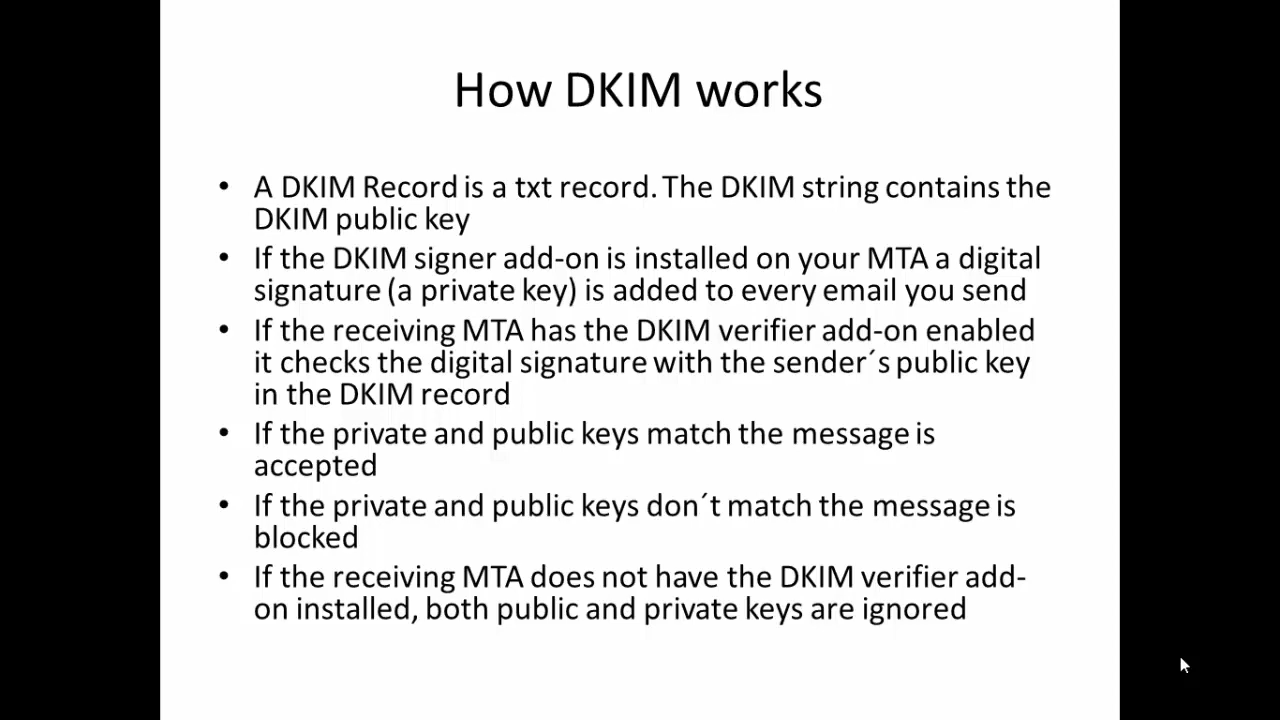 How DKIM works
• A DKIM Record is a txt record. The DKIM string contains the
DKIM public key
• If the DKIM signer add-on is installed on your MTA a digital
signature (a private key) is added to every email you send
• If the receiving MTA has the DKIM verifier add-on enabled
it checks the digital signature with the sender´s public key
in the DKIM record
• If the private and public keys match the message is
accepted
• If the private and public keys don´t match the message is
blocked
• If the receiving MTA does not have the DKIM verifier add-
on installed, both public and private keys are ignored